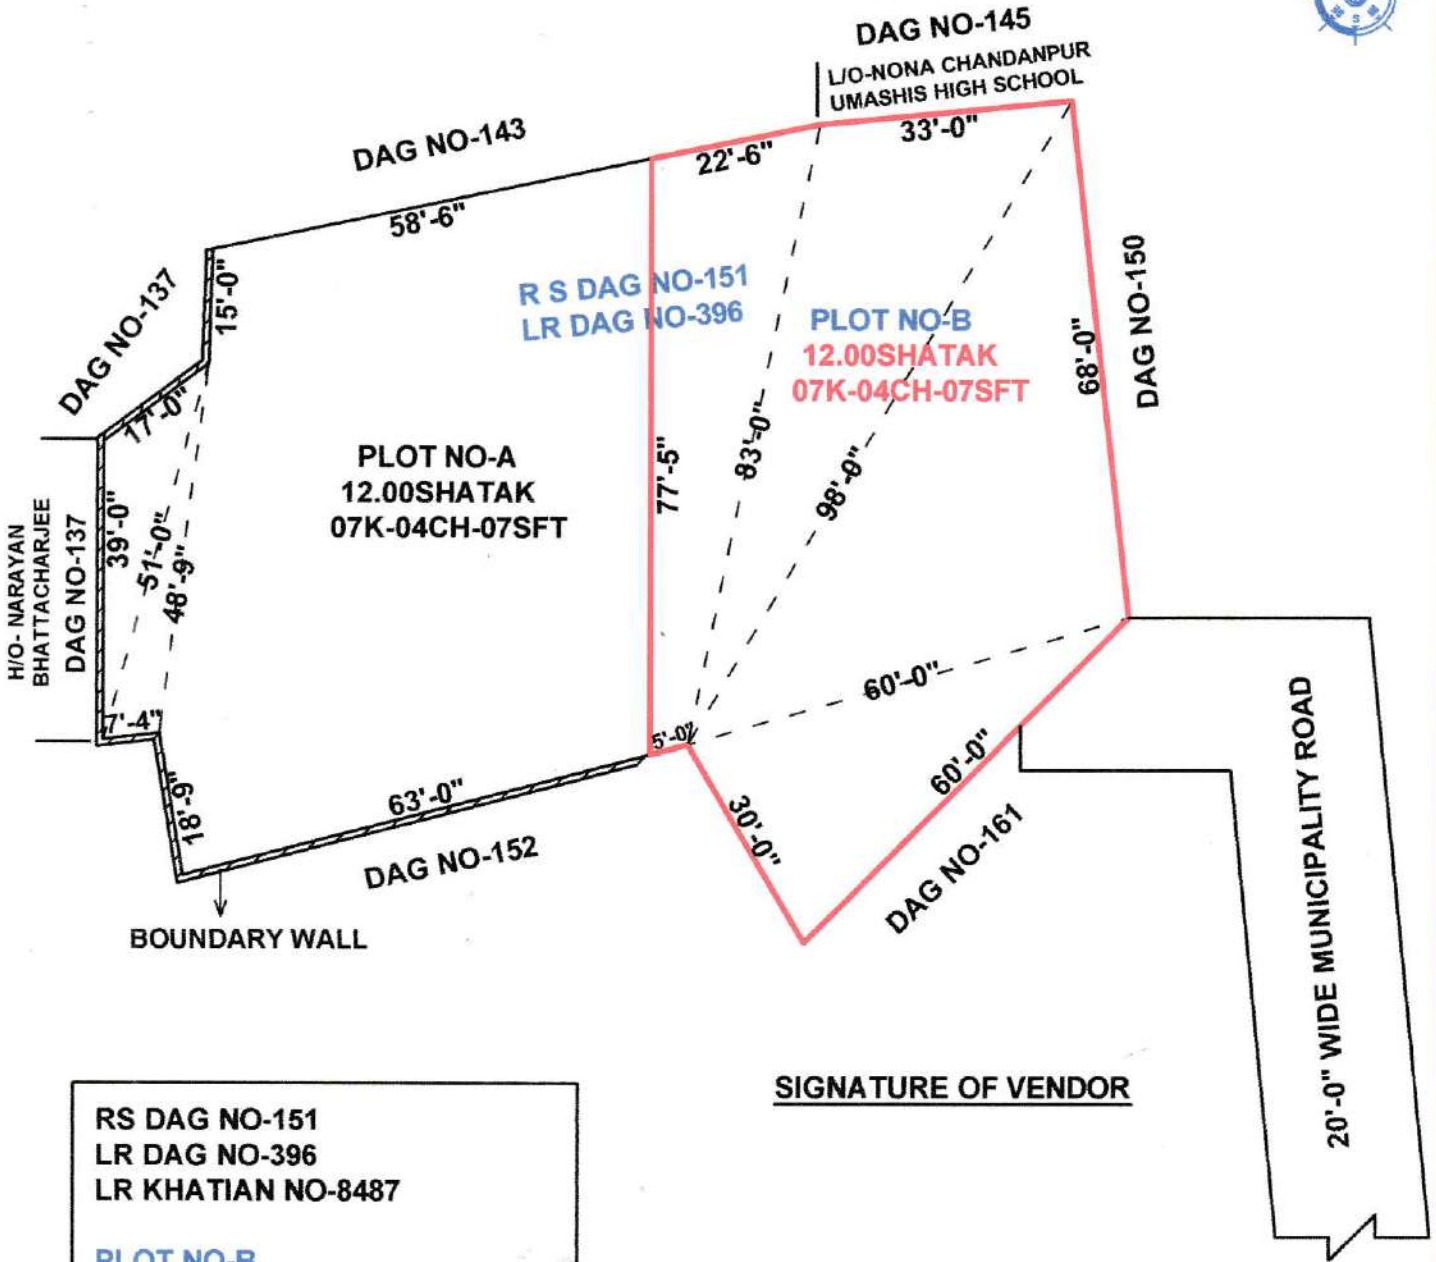 DAG NO-145
L/O-NONA CHANDANPUR
UMASHIS HIGH SCHOOL
DAG NO-143
22'-6"
33'-0"
58'-6"
DAG NO-137
15'-0"
17'-0"
R S DAG NO-151
LR DAG NO-396
PLOT NO-B
12.00SHATAK
07K-04CH-07SFT
68'-0"
DAG NO-150
PLOT NO-A
12.00SHATAK
07K-04CH-07SFT
77'-5"
83'-0"
98'-0"
H/O- NARAYAN
BHATTACHARJEE
DAG NO-137
39'-0"
51'-0"
48'-9"
7'-4"
18'-9"
63'-0"
5'-0"
60'-0"
60'-0"
30'-0"
DAG NO-152
DAG NO-161
BOUNDARY WALL
20'-0" WIDE MUNICIPALITY ROAD
SIGNATURE OF VENDOR
RS DAG NO-151
LR DAG NO-396
LR KHATIAN NO-8487
PLOT NO-B